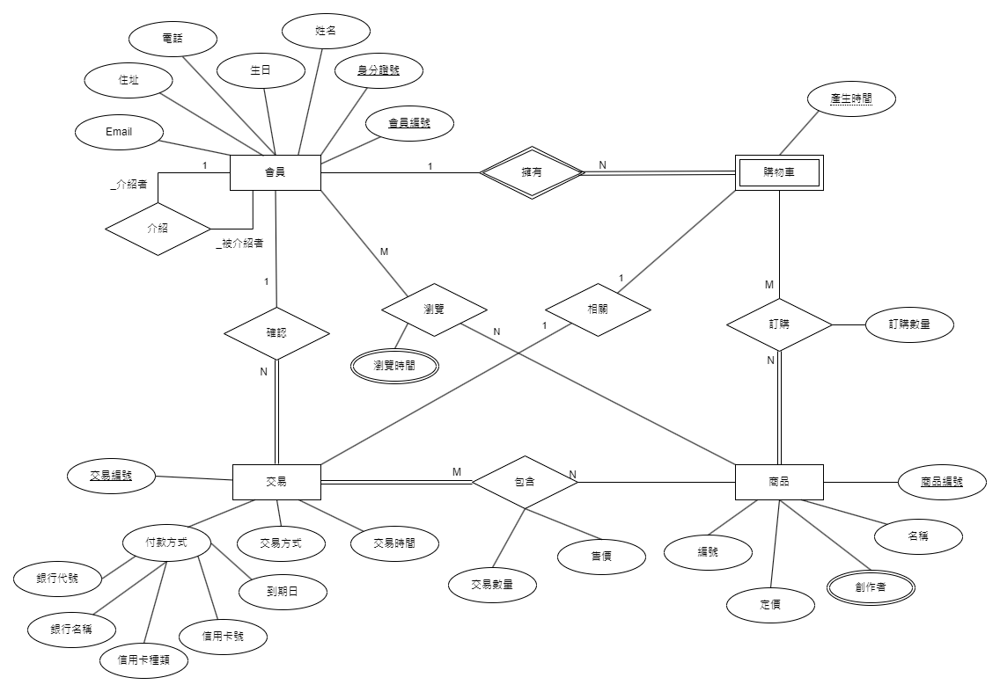 姓名
電話
生日
身分證號
住址
產生時間
Email
會員編號
1
會員
1
擁有
N
購物車
_介紹者
介紹
_被介紹者
M
1
1
M
瀏覽
相關
1
訂購
訂購數量
確認
N
瀏覽時間
N
N
交易編號
交易
M
包含
N
商品
商品編號
付款方式
交易方式
交易時間
售價
編號
名稱
銀行代號
到期日
交易數量
創作者
定價
銀行名稱
信用卡號
信用卡種類